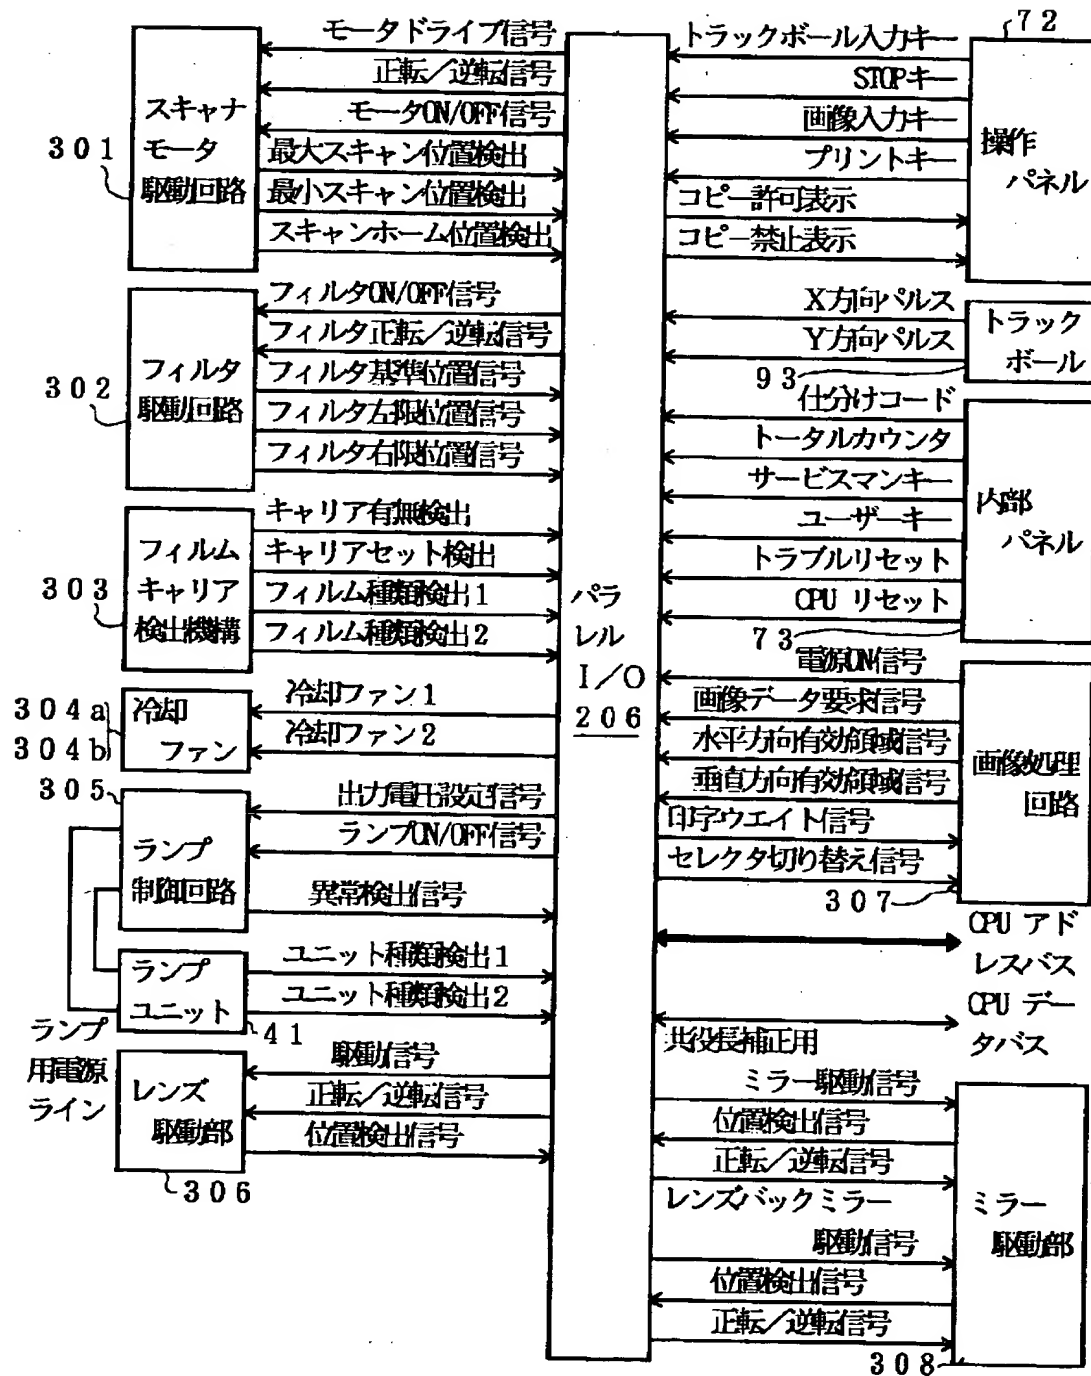 モータドライブ信号
正転／逆転信号
モータON/OFF信号
最大スキャン位置検出
最小スキャン位置検出
スキャンホーム位置検出
スキャナ
モータ
駆動回路
301
フィルタON/OFF信号
フィルタ正転／逆転信号
フィルタ基準位置信号
フィルタ左限位置信号
フィルタ右限位置信号
フィルタ
駆動回路
302
キャリア有無検出
キャリアセット検出
フィルム種類検出1
フィルム種類検出2
フィルム
キャリア
検出機構
303
冷却ファン1
冷却ファン2
冷却
ファン
304a
304b
305
出力電圧設定信号
ランプON/OFF信号
異常検出信号
ランプ
制御回路
ユニット種類検出1
ユニット種類検出2
ランプ
ユニット
41
ランプ
用電源
ライン
駆動信号
正転／逆転信号
位置検出信号
レンズ
駆動部
306
パラ
レル
I／O
206
72
トラックボール入力キー
STOPキー
画像入力キー
プリントキー
コピー許可表示
コピー禁止表示
操作
パネル
X方向パルス
Y方向パルス
トラック
ボール
93
仕分けコード
トータルカウンタ
サービスマンキー
ユーザーキー
トラブルリセット
CPU リセット
内部
パネル
73
電源ON信号
画像データ要求信号
水平方向有効領域信号
垂直方向有効領域信号
印字ウエイト信号
セレクタ切り替え信号
画像処理
回路
307
CPU アド
レスバス
CPU デー
タバス
共役長補正用
ミラー駆動信号
位置検出信号
正転／逆転信号
レンズバックミラー
駆動信号
位置検出信号
正転／逆転信号
ミラー
駆動部
308